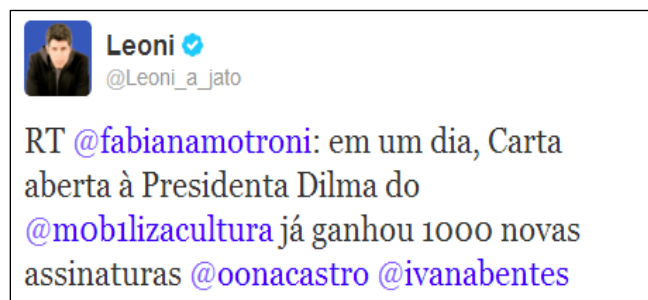 Leoni
@Leoni_a_jato
RT @fabianamotroni: em um dia, Carta
aberta à Presidenta Dilma do
@m0b1lizacultura já ganhou 1000 novas
assinaturas @oonacastro @ivanabentes